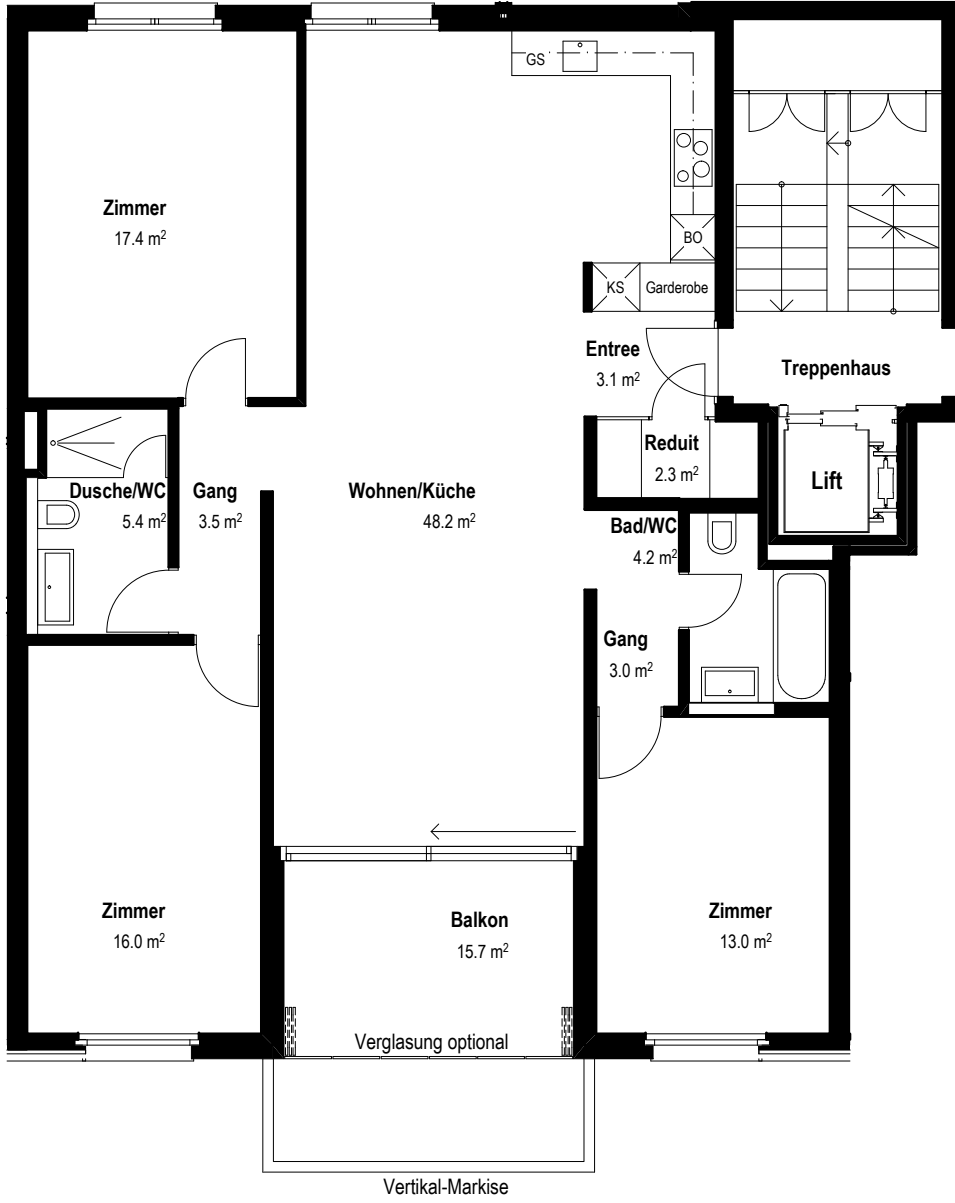 GS
Zimmer
17.4 m²
BO
KS
Garderobe
Entree
3.1 m²
Treppenhaus
Reduit
2.3 m²
Lift
Dusche/WC
5.4 m²
Gang
3.5 m²
Wohnen/Küche
48.2 m²
Bad/WC
4.2 m²
Gang
3.0 m²
Zimmer
16.0 m²
Balkon
15.7 m²
Zimmer
13.0 m²
Verglasung optional
Vertikal-Markise